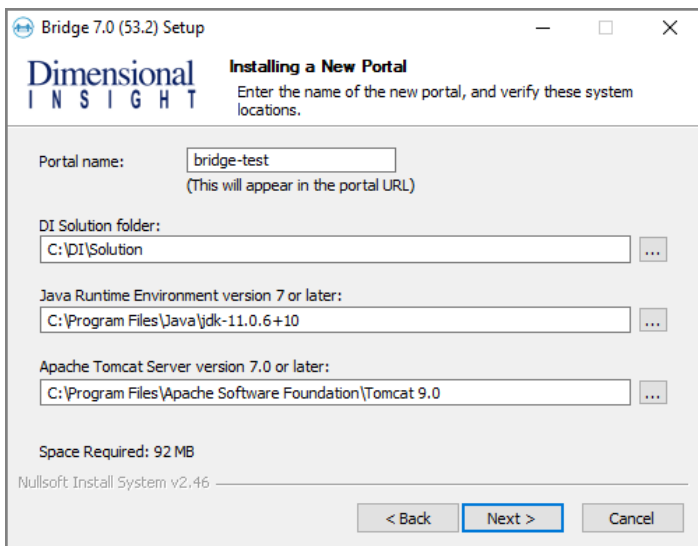 Bridge 7.0 (53.2) Setup
Dimensional
INSIGHT
Installing a New Portal
Enter the name of the new portal, and verify these system
locations.
Portal name:
bridge-test
(This will appear in the portal URL)
DI Solution folder:
C:\DI\Solution
...
Java Runtime Environment version 7 or later:
C:\Program Files\Java\jdk-11.0.6+10
...
Apache Tomcat Server version 7.0 or later:
C:\Program Files\Apache Software Foundation\Tomcat 9.0
...
Space Required: 92 MB
Nullsoft Install System v2.46
< Back
Next >
Cancel